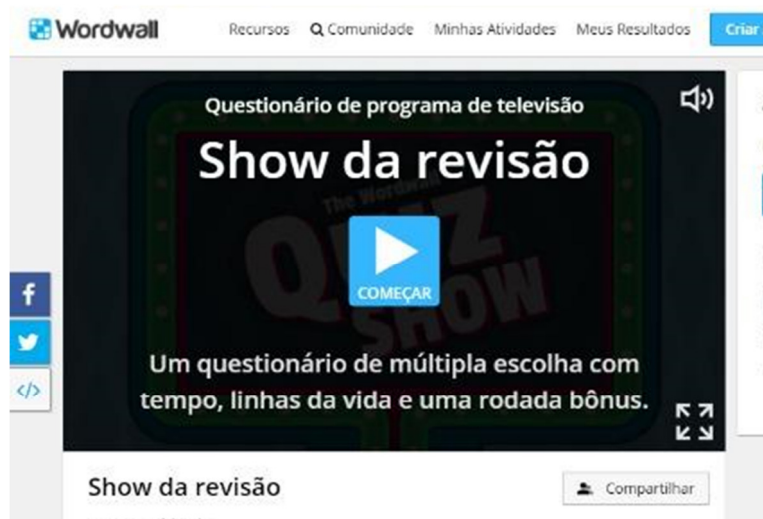 Wordwall
Recursos Comunidade Minhas Atividades Meus Resultados Criar
Questionário de programa de televisão
Show da revisão
The Wordwall
QUIZ
SHOW
COMEÇAR
Um questionário de múltipla escolha com
tempo, linhas da vida e uma rodada bônus.
f
</>
Show da revisão
Compartilhar